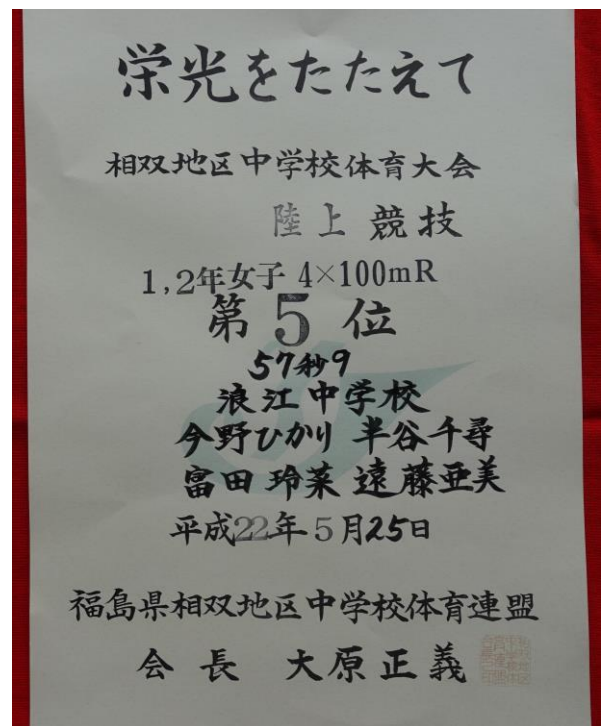 栄光をたたえて
相双地区中学校体育大会
陸上競技
1,2年女子 4×100mR
第5位
57秒9
浪江中学校
今野ひかり 半谷千尋
富田玲菜 遠藤亜美
平成22年5月25日
福島県相双地区中学校体育連盟
会長 大原正義